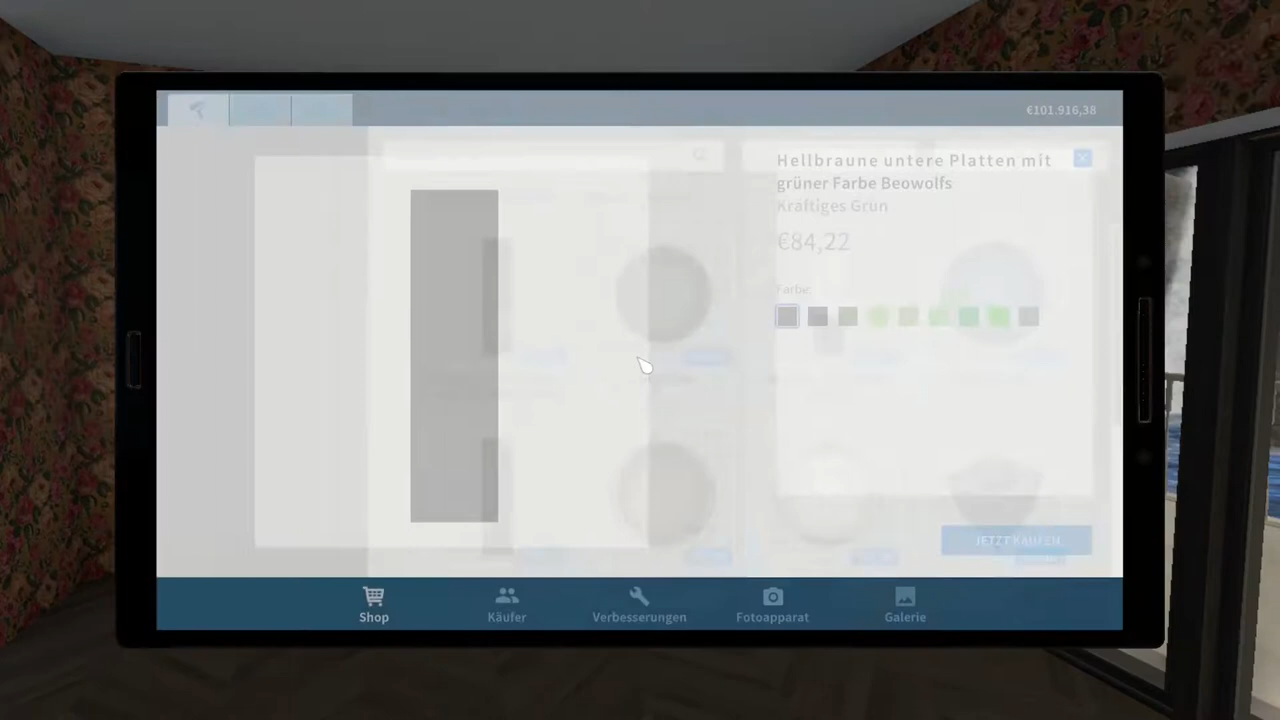 €101.916,38
Hellbraune untere Platten mit
grüner Farbe Beowolfs
Kräftiges Grün
€84,22
Farbe:
JETZT KAUFEN
Shop
Käufer
Verbesserungen
Fotoapparat
Galerie